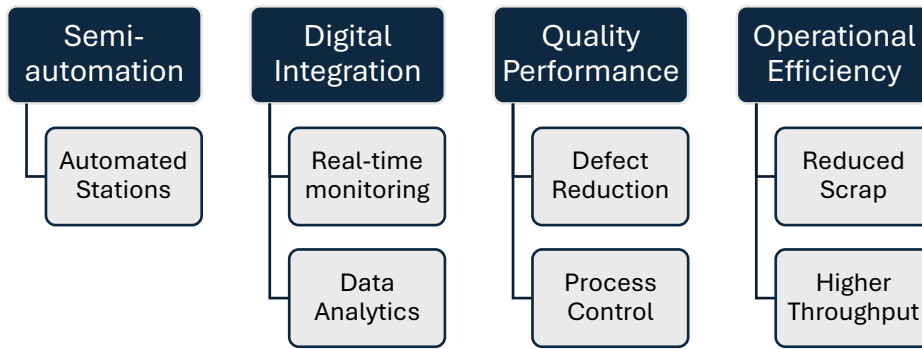 Semi-
automation
Automated
Stations
Digital
Integration
Real-time
monitoring
Data
Analytics
Quality
Performance
Defect
Reduction
Process
Control
Operational
Efficiency
Reduced
Scrap
Higher
Throughput